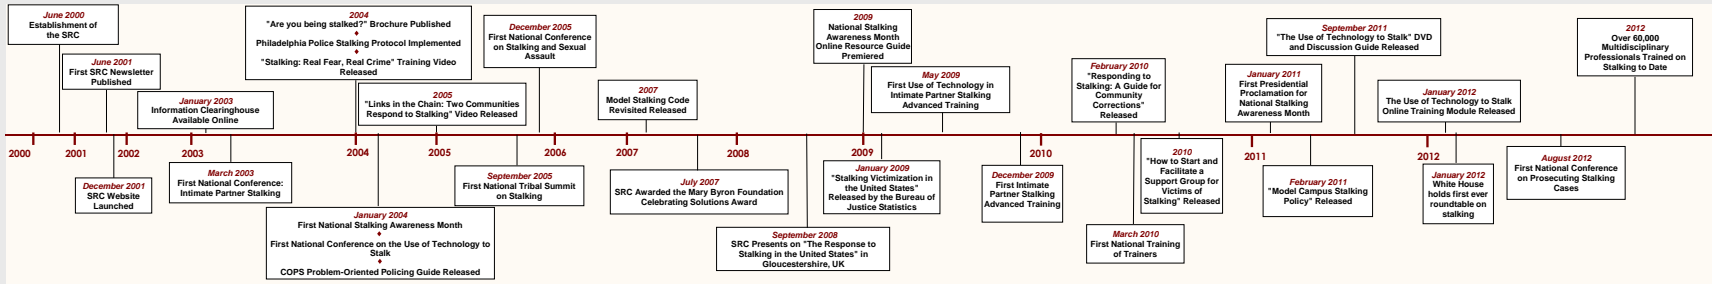 June 2000
Establishment of
the SRC
June 2001
First SRC Newsletter
Published
January 2003
Information Clearinghouse
Available Online
2004
"Are you being stalked?" Brochure Published
Philadelphia Police Stalking Protocol Implemented
"Stalking: Real Fear, Real Crime" Training Video
Released
2005
"Links in the Chain: Two Communities
Respond to Stalking" Video Released
December 2005
First National Conference
on Stalking and Sexual
Assault
2007
Model Stalking Code
Revisited Released
2009
National Stalking
Awareness Month
Online Resource Guide
Premiered
May 2009
First Use of Technology in
Intimate Partner Stalking
Advanced Training
February 2010
"Responding to
Stalking: A Guide for
Community
Corrections"
Released
January 2011
First Presidential
Proclamation for
National Stalking
Awareness Month
September 2011
"The Use of Technology to Stalk" DVD
and Discussion Guide Released
January 2012
The Use of Technology to Stalk
Online Training Module Released
2012
Over 60,000
Multidisciplinary
Professionals Trained on
Stalking to Date
2000 2001 2002 2003 2004 2005 2006 2007 2008 2009 2010 2011 2012
December 2001
SRC Website
Launched
March 2003
First National Conference:
Intimate Partner Stalking
January 2004
First National Stalking Awareness Month
First National Conference on the Use of Technology to
Stalk
COPS Problem-Oriented Policing Guide Released
September 2005
First National Tribal Summit
on Stalking
July 2007
SRC Awarded the Mary Byron Foundation
Celebrating Solutions Award
September 2008
SRC Presents on "The Response to
Stalking in the United States" in
Gloucestershire, UK
January 2009
"Stalking Victimization in
the United States"
Released by the Bureau of
Justice Statistics
December 2009
First Intimate
Partner Stalking
Advanced Training
March 2010
First National Training
of Trainers
2010
"How to Start and
Facilitate a
Support Group for
Victims of
Stalking" Released
February 2011
"Model Campus Stalking
Policy" Released
January 2012
White House
holds first ever
roundtable on
stalking
August 2012
First National Conference
on Prosecuting Stalking
Cases